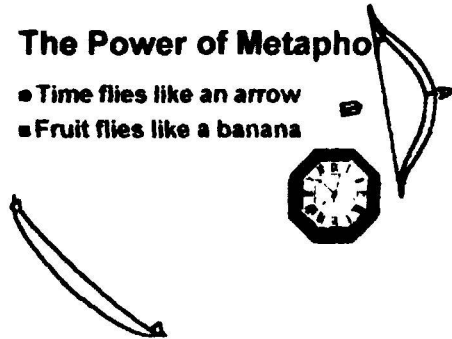 The Power of Metapho
Time flies like an arrow
Fruit flies like a banana